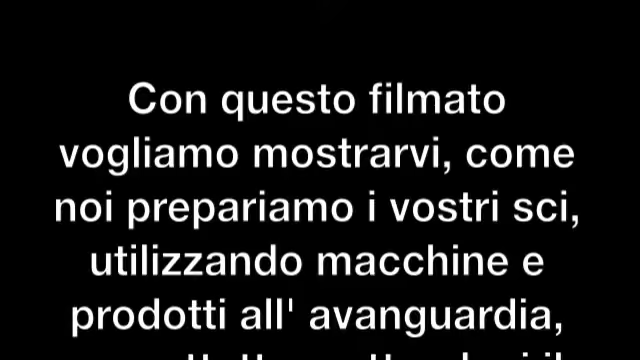 Con questo filmato
vogliamo mostrarvi, come
noi prepariamo i vostri sci,
utilizzando macchine e
prodotti all' avanguardia,